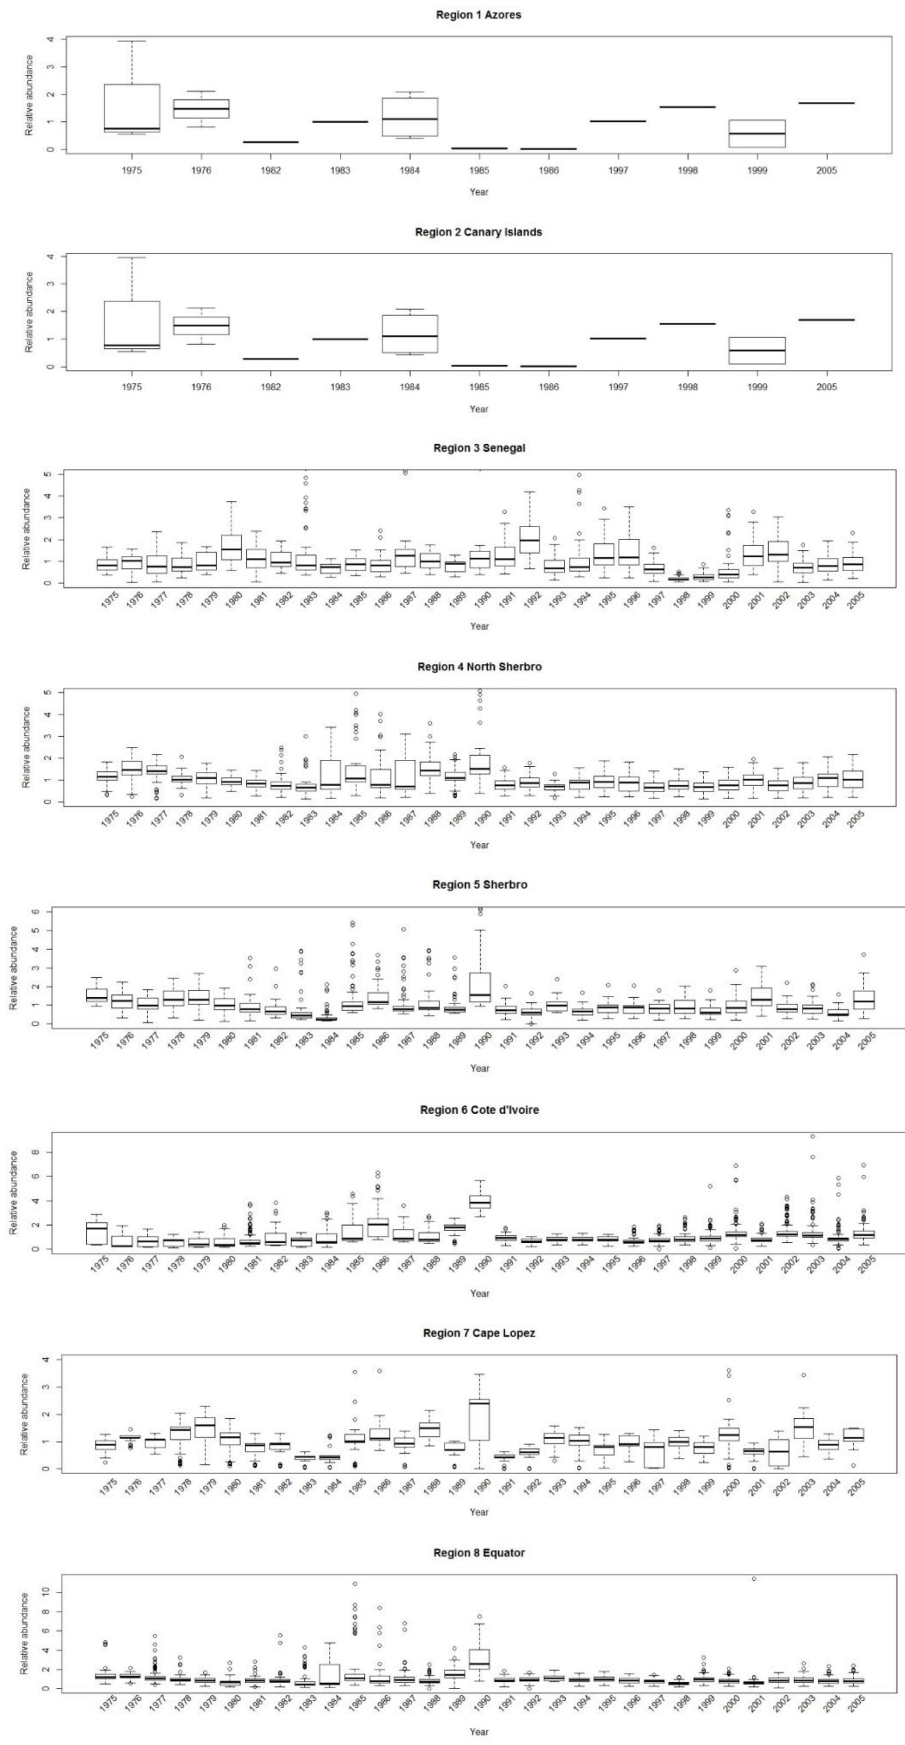 Region 1 Azores
Relative abundance
4
3
2
1
0
1975 1976 1982 1983 1984 1985 1986 1997 1998 1999 2005
Year
Region 2 Canary Islands
Relative abundance
4
3
2
1
0
1975 1976 1982 1983 1984 1985 1986 1997 1998 1999 2005
Year
Region 3 Senegal
Relative abundance
5
4
3
2
1
0
1975 1976 1977 1978 1979 1980 1981 1982 1983 1984 1985 1986 1987 1988 1989 1990 1991 1992 1993 1994 1995 1996 1997 1998 1999 2000 2001 2002 2003 2004 2005
Year
Region 4 North Sherbro
Relative abundance
5
4
3
2
1
0
1975 1976 1977 1978 1979 1980 1981 1982 1983 1984 1985 1986 1987 1988 1989 1990 1991 1992 1993 1994 1995 1996 1997 1998 1999 2000 2001 2002 2003 2004 2005
Year
Region 5 Sherbro
Relative abundance
6
5
4
3
2
1
0
1975 1976 1977 1978 1979 1980 1981 1982 1983 1984 1985 1986 1987 1988 1989 1990 1991 1992 1993 1994 1995 1996 1997 1998 1999 2000 2001 2002 2003 2004 2005
Year
Region 6 Cote d'Ivoire
Relative abundance
8
6
4
2
0
1975 1976 1977 1978 1979 1980 1981 1982 1983 1984 1985 1986 1987 1988 1989 1990 1991 1992 1993 1994 1995 1996 1997 1998 1999 2000 2001 2002 2003 2004 2005
Year
Region 7 Cape Lopez
Relative abundance
4
3
2
1
0
1975 1976 1977 1978 1979 1980 1981 1982 1983 1984 1985 1986 1987 1988 1989 1990 1991 1992 1993 1994 1995 1996 1997 1998 1999 2000 2001 2002 2003 2004 2005
Year
Region 8 Equator
Relative abundance
10
8
6
4
2
0
1975 1976 1977 1978 1979 1980 1981 1982 1983 1984 1985 1986 1987 1988 1989 1990 1991 1992 1993 1994 1995 1996 1997 1998 1999 2000 2001 2002 2003 2004 2005
Year